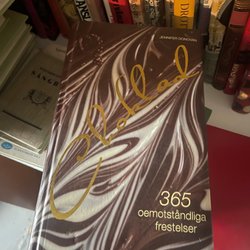 JENNIFER DONOVAN
Choklad
365
oemotståndliga
frestelser